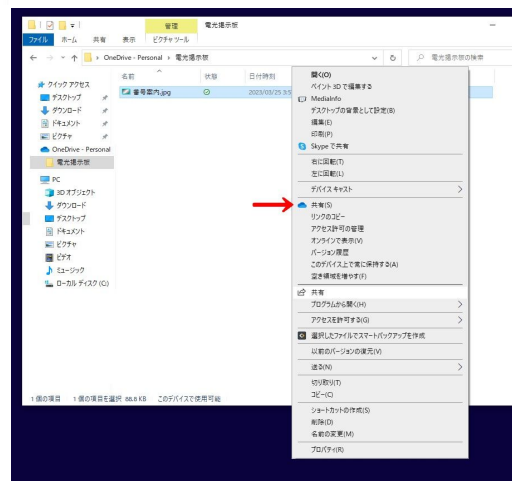 管理
電光掲示板
ファイル ホーム 共有 表示 ピクチャ ツール
OneDrive - Personal › 電光掲示板
電光掲示板の検索
名前 状態 日付時刻
番号案内.jpg 2023/03/25 3:5
クイック アクセス
デスクトップ
ダウンロード
ドキュメント
ピクチャ
OneDrive - Personal
電光掲示板
PC
3D オブジェクト
ダウンロード
デスクトップ
ドキュメント
ピクチャ
ビデオ
ミュージック
ローカル ディスク (C:)
開く(O)
ペイント 3D で編集する
MediaInfo
デスクトップの背景として設定(B)
編集(E)
印刷(P)
Skype で共有
右に回転(T)
左に回転(L)
デバイス キャスト
共有(S)
リンクのコピー
アクセス許可の管理
オンラインで表示(V)
バージョン履歴
このデバイス上で常に保持する(A)
空き領域を増やす(F)
共有
プログラムから開く(H)
アクセスを許可する(G)
選択したファイルでスマートバックアップを作成
以前のバージョンの復元(V)
送る(N)
切り取り(T)
コピー(C)
ショートカットの作成(S)
削除(D)
名前の変更(M)
プロパティ(R)
1 個の項目 1 個の項目を選択 88.8 KB このデバイスで使用可能